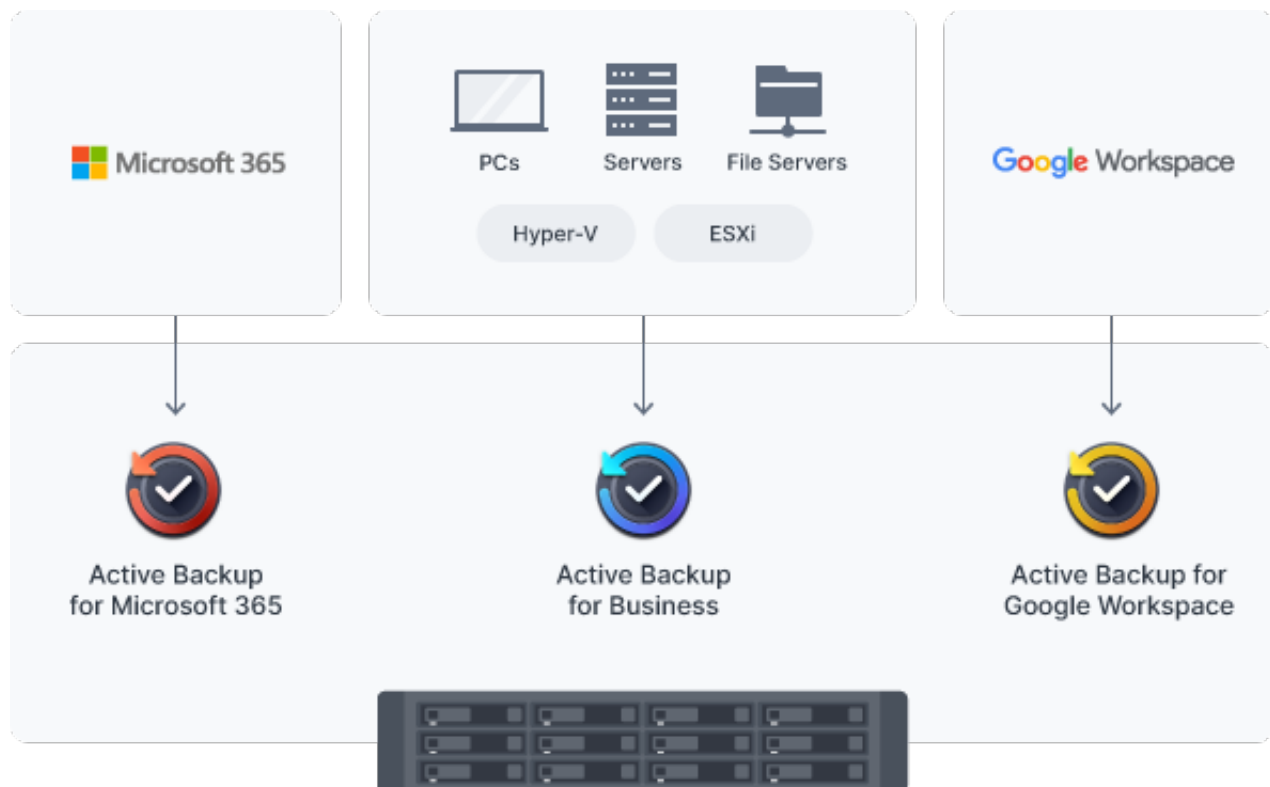 Microsoft 365
PCs
Servers
File Servers
Hyper-V
ESXi
Google Workspace
Active Backup
for Microsoft 365
Active Backup
for Business
Active Backup for
Google Workspace